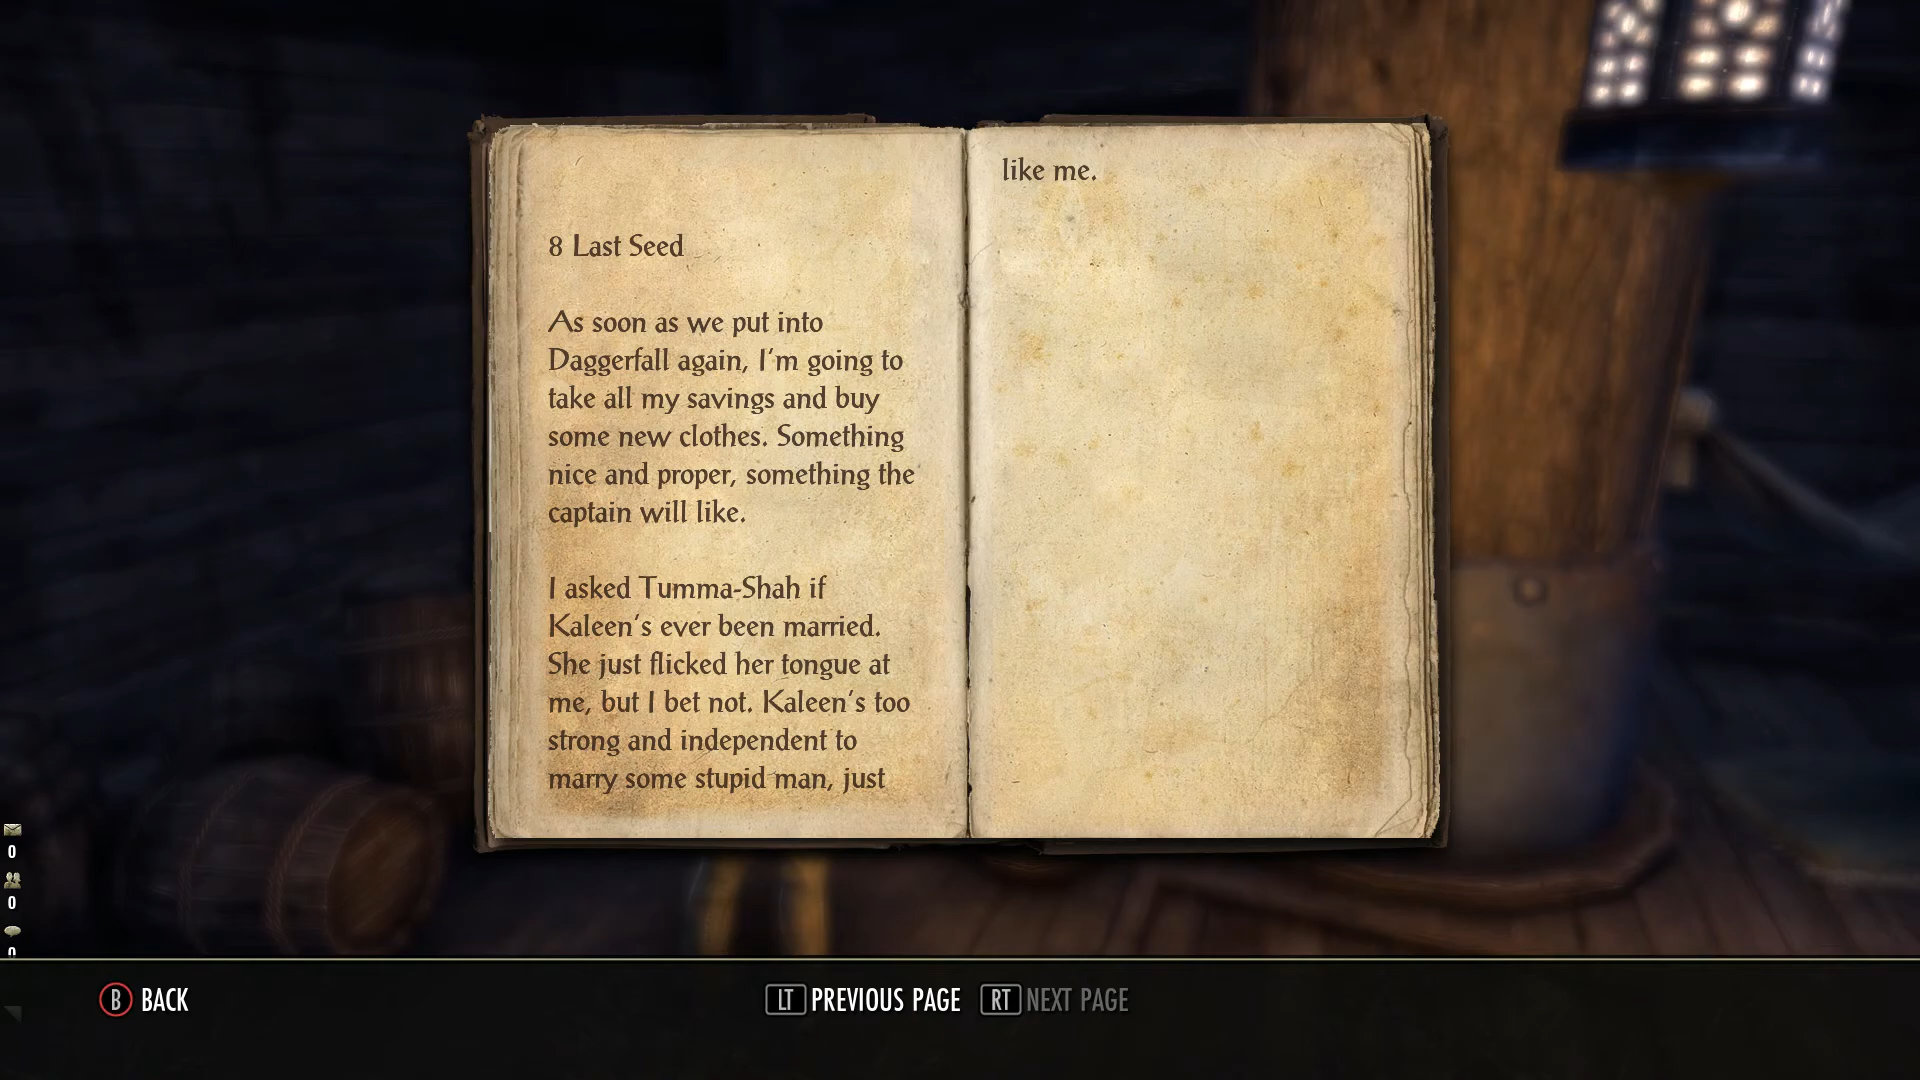 8 Last Seed
As soon as we put into
Daggerfall again, I'm going to
take all my savings and buy
some new clothes. Something
nice and proper, something the
captain will like.
I asked Tumma-Shah if
Kaleen's ever been married.
She just flicked her tongue at
me, but I bet not. Kaleen's too
strong and independent to
marry some stupid man, just
like me.
0
0
0
B BACK
LT PREVIOUS PAGE RT NEXT PAGE